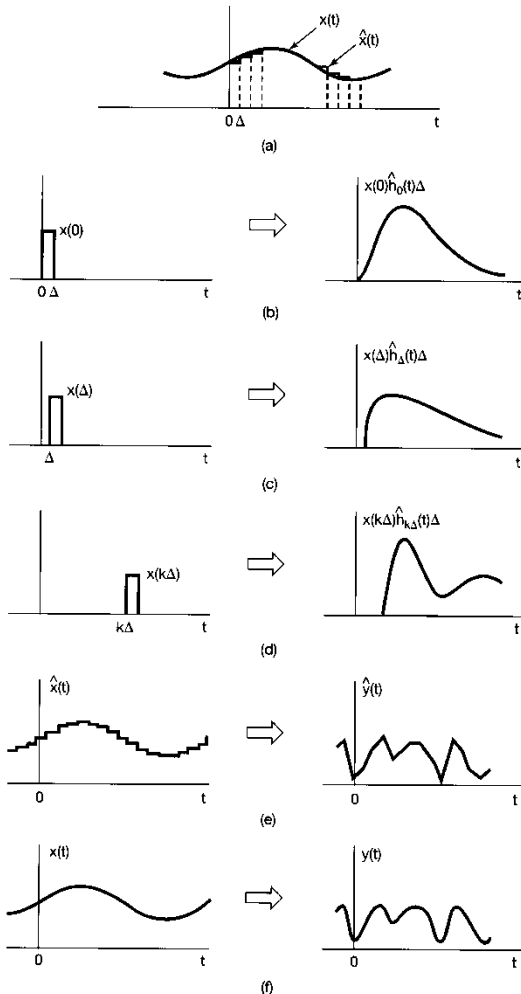 x(t)
x̂(t)
0 Δ t
(a)
x(0)
0 Δ t
x(0)ĥ₀(t)Δ
t
(b)
x(Δ)
Δ t
x(Δ)ĥ_Δ(t)Δ
t
(c)
x(kΔ)
kΔ t
x(kΔ)ĥ_kΔ(t)Δ
t
(d)
x̂(t)
0 t
ŷ(t)
0 t
(e)
x(t)
0 t
y(t)
0 t
(f)